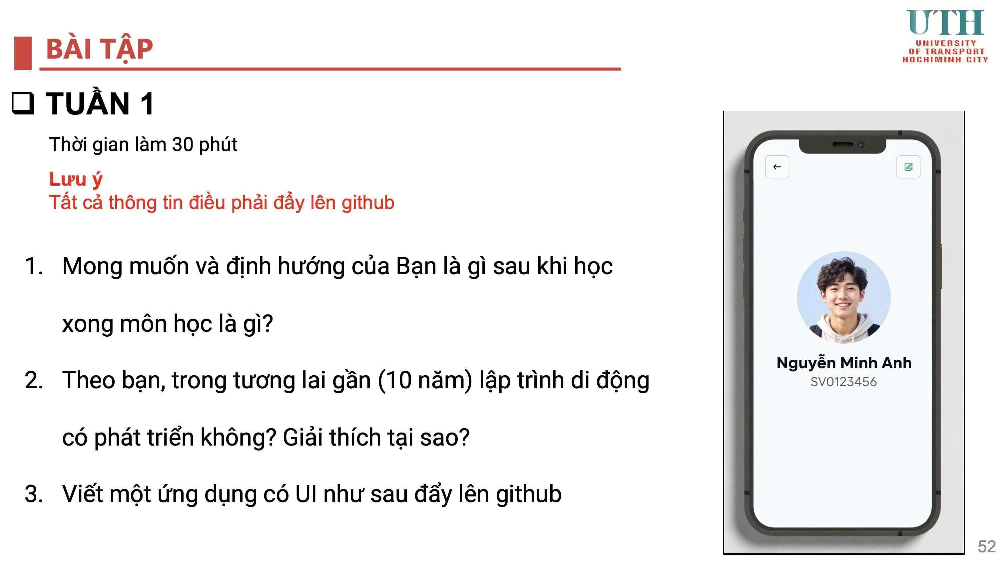 UTH
UNIVERSITY
OF TRANSPORT
HOCHIMINH CITY
BÀI TẬP
TUẦN 1
Thời gian làm 30 phút
Lưu ý
Tất cả thông tin điều phải đẩy lên github
1. Mong muốn và định hướng của Bạn là gì sau khi học
xong môn học là gì?
2. Theo bạn, trong tương lai gần (10 năm) lập trình di động
có phát triển không? Giải thích tại sao?
3. Viết một ứng dụng có UI như sau đẩy lên github
Nguyễn Minh Anh
SV0123456
52